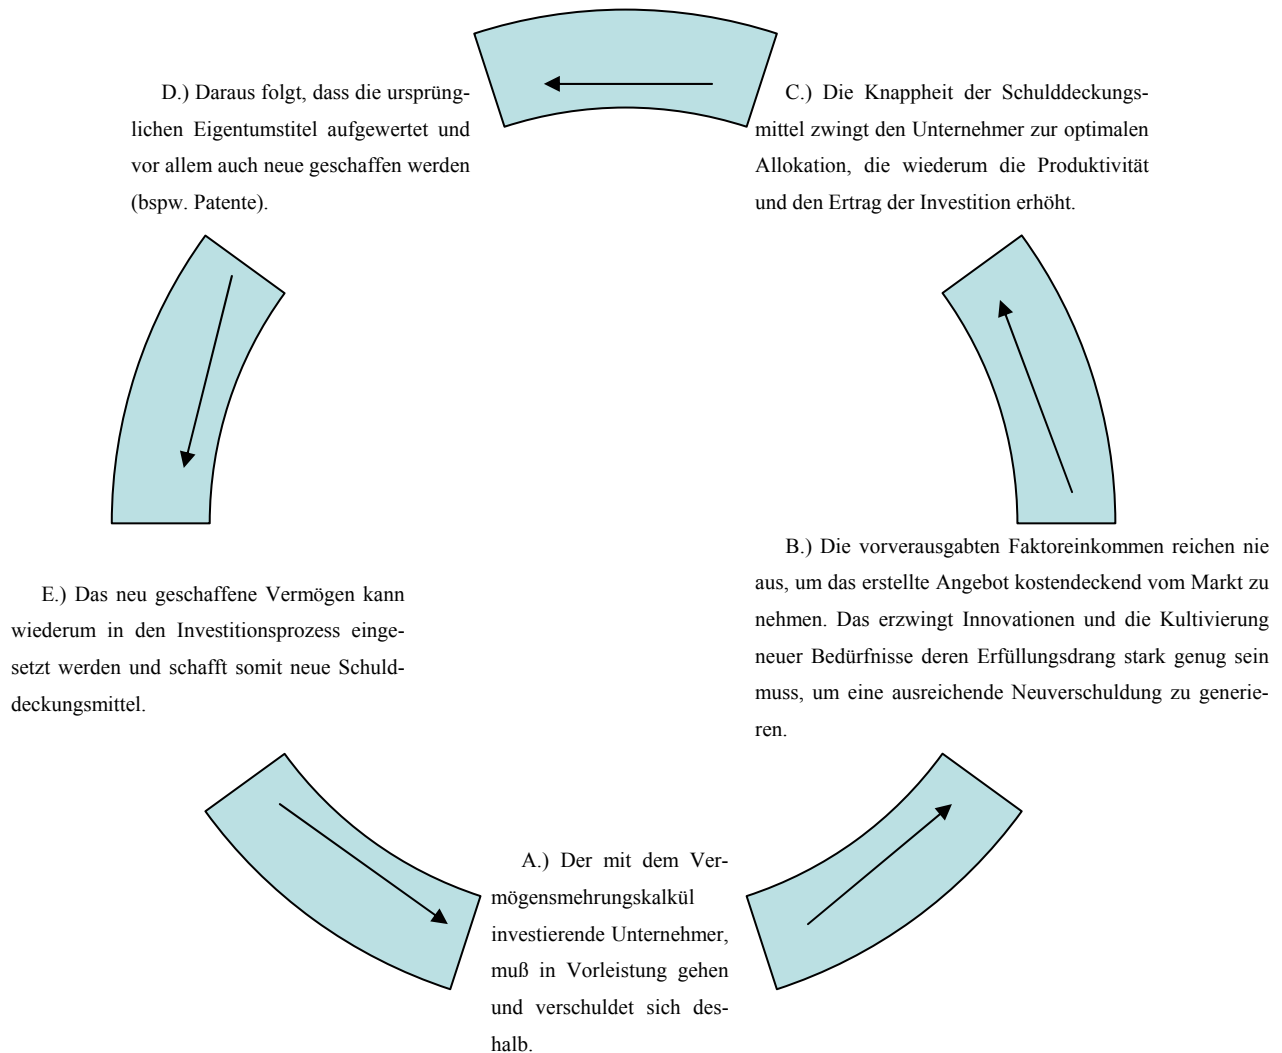 D.) Daraus folgt, dass die ursprüng-
lichen Eigentumstitel aufgewertet und
vor allem auch neue geschaffen werden
(bspw. Patente).
C.) Die Knappheit der Schulddeckungs-
mittel zwingt den Unternehmer zur optimalen
Allokation, die wiederum die Produktivität
und den Ertrag der Investition erhöht.
B.) Die vorverausgabten Faktoreinkommen reichen nie
aus, um das erstellte Angebot kostendeckend vom Markt zu
nehmen. Das erzwingt Innovationen und die Kultivierung
neuer Bedürfnisse deren Erfüllungsdrang stark genug sein
muss, um eine ausreichende Neuverschuldung zu generie-
ren.
E.) Das neu geschaffene Vermögen kann
wiederum in den Investitionsprozess einge-
setzt werden und schafft somit neue Schuld-
deckungsmittel.
A.) Der mit dem Ver-
mögensmehrungskalkül
investierende Unternehmer,
muß in Vorleistung gehen
und verschuldet sich des-
halb.